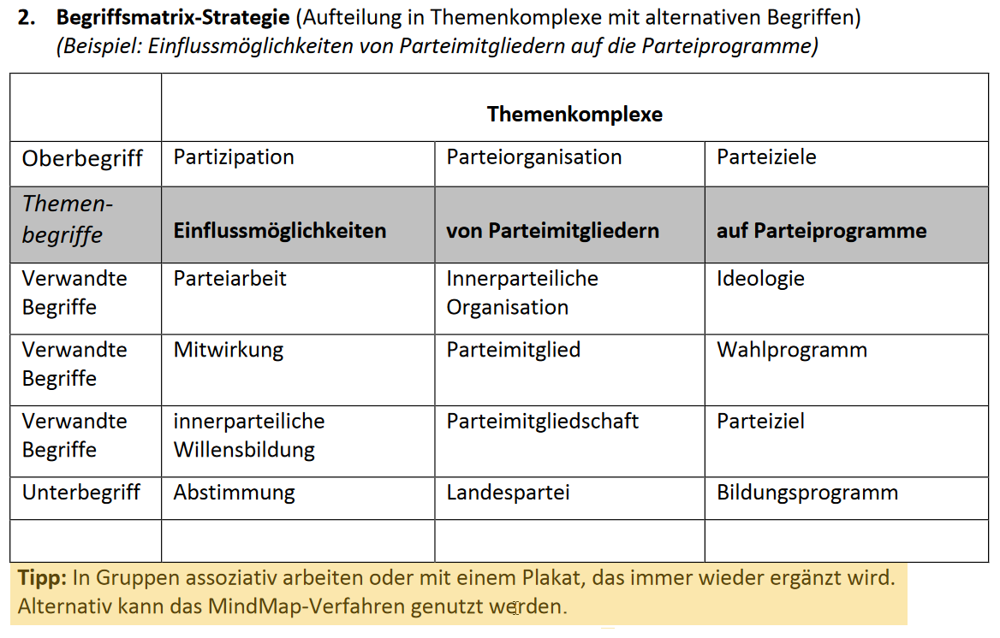 2. Begriffsmatrix-Strategie (Aufteilung in Themenkomplexe mit alternativen Begriffen)
(Beispiel: Einflussmöglichkeiten von Parteimitgliedern auf die Parteiprogramme)
Themenkomplexe
Oberbegriff Partizipation Parteiorganisation Parteiziele
Themen-
begriffe Einflussmöglichkeiten von Parteimitgliedern auf Parteiprogramme
Verwandte Parteiarbeit Innerparteiliche Ideologie
Begriffe Organisation
Verwandte Mitwirkung Parteimitglied Wahlprogramm
Begriffe
Verwandte innerparteiliche Parteimitgliedschaft Parteiziel
Begriffe Willensbildung
Unterbegriff Abstimmung Landespartei Bildungsprogramm
Tipp: In Gruppen assoziativ arbeiten oder mit einem Plakat, das immer wieder ergänzt wird.
Alternativ kann das MindMap-Verfahren genutzt werden.